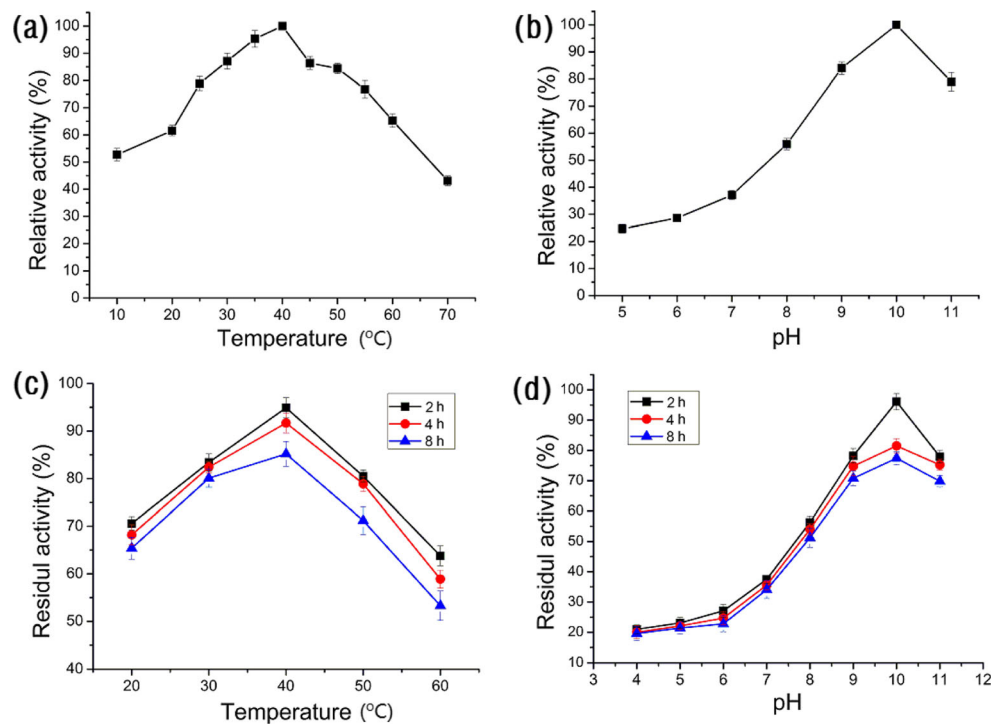 (a)
100
90
80
70
60
50
40
30
20
10
0
Relative activity (%)
10 20 30 40 50 60 70
Temperature (°C)
(b)
100
90
80
70
60
50
40
30
20
10
0
Relative activity (%)
5 6 7 8 9 10 11
pH
(c)
100
90
80
70
60
50
40
Residul activity (%)
2 h
4 h
8 h
20 30 40 50 60
Temperature (°C)
(d)
100
90
80
70
60
50
40
30
20
10
Residul activity (%)
2 h
4 h
8 h
3 4 5 6 7 8 9 10 11 12
pH